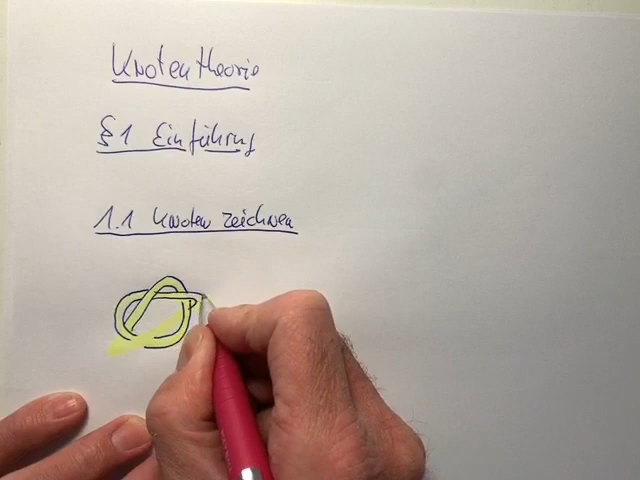 Knotentheorie
§1 Einführung
1.1 Knoten zeichnen